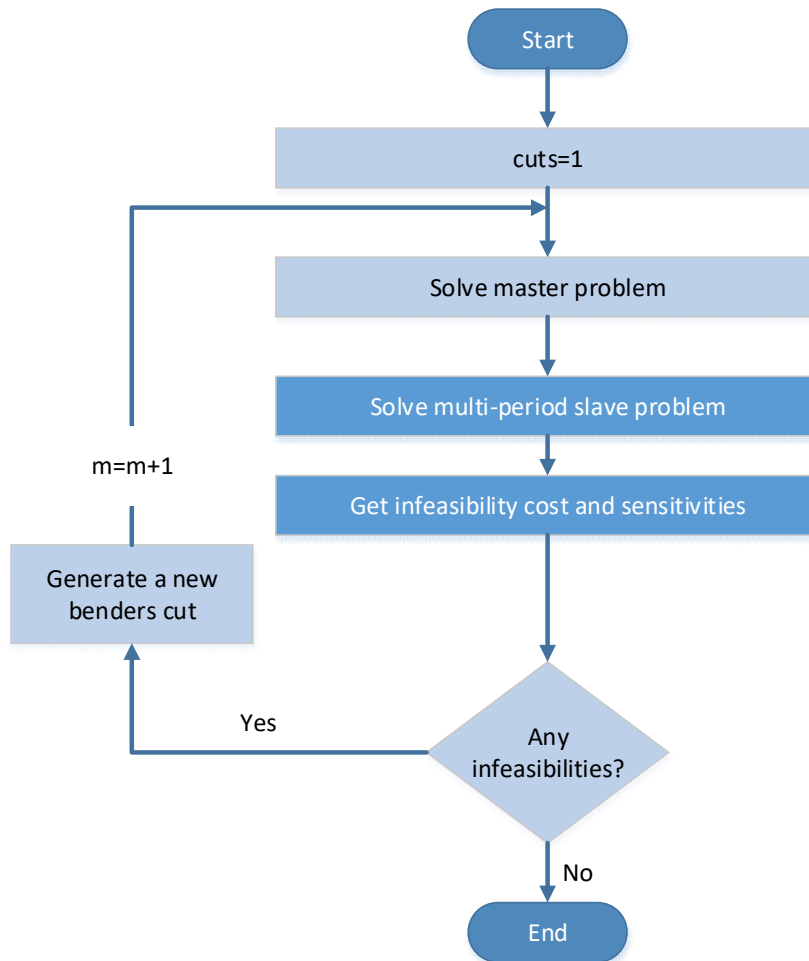 Start
cuts=1
Solve master problem
Solve multi-period slave problem
m=m+1
Get infeasibility cost and sensitivities
Generate a new
benders cut
Yes
Any
infeasibilities?
No
End